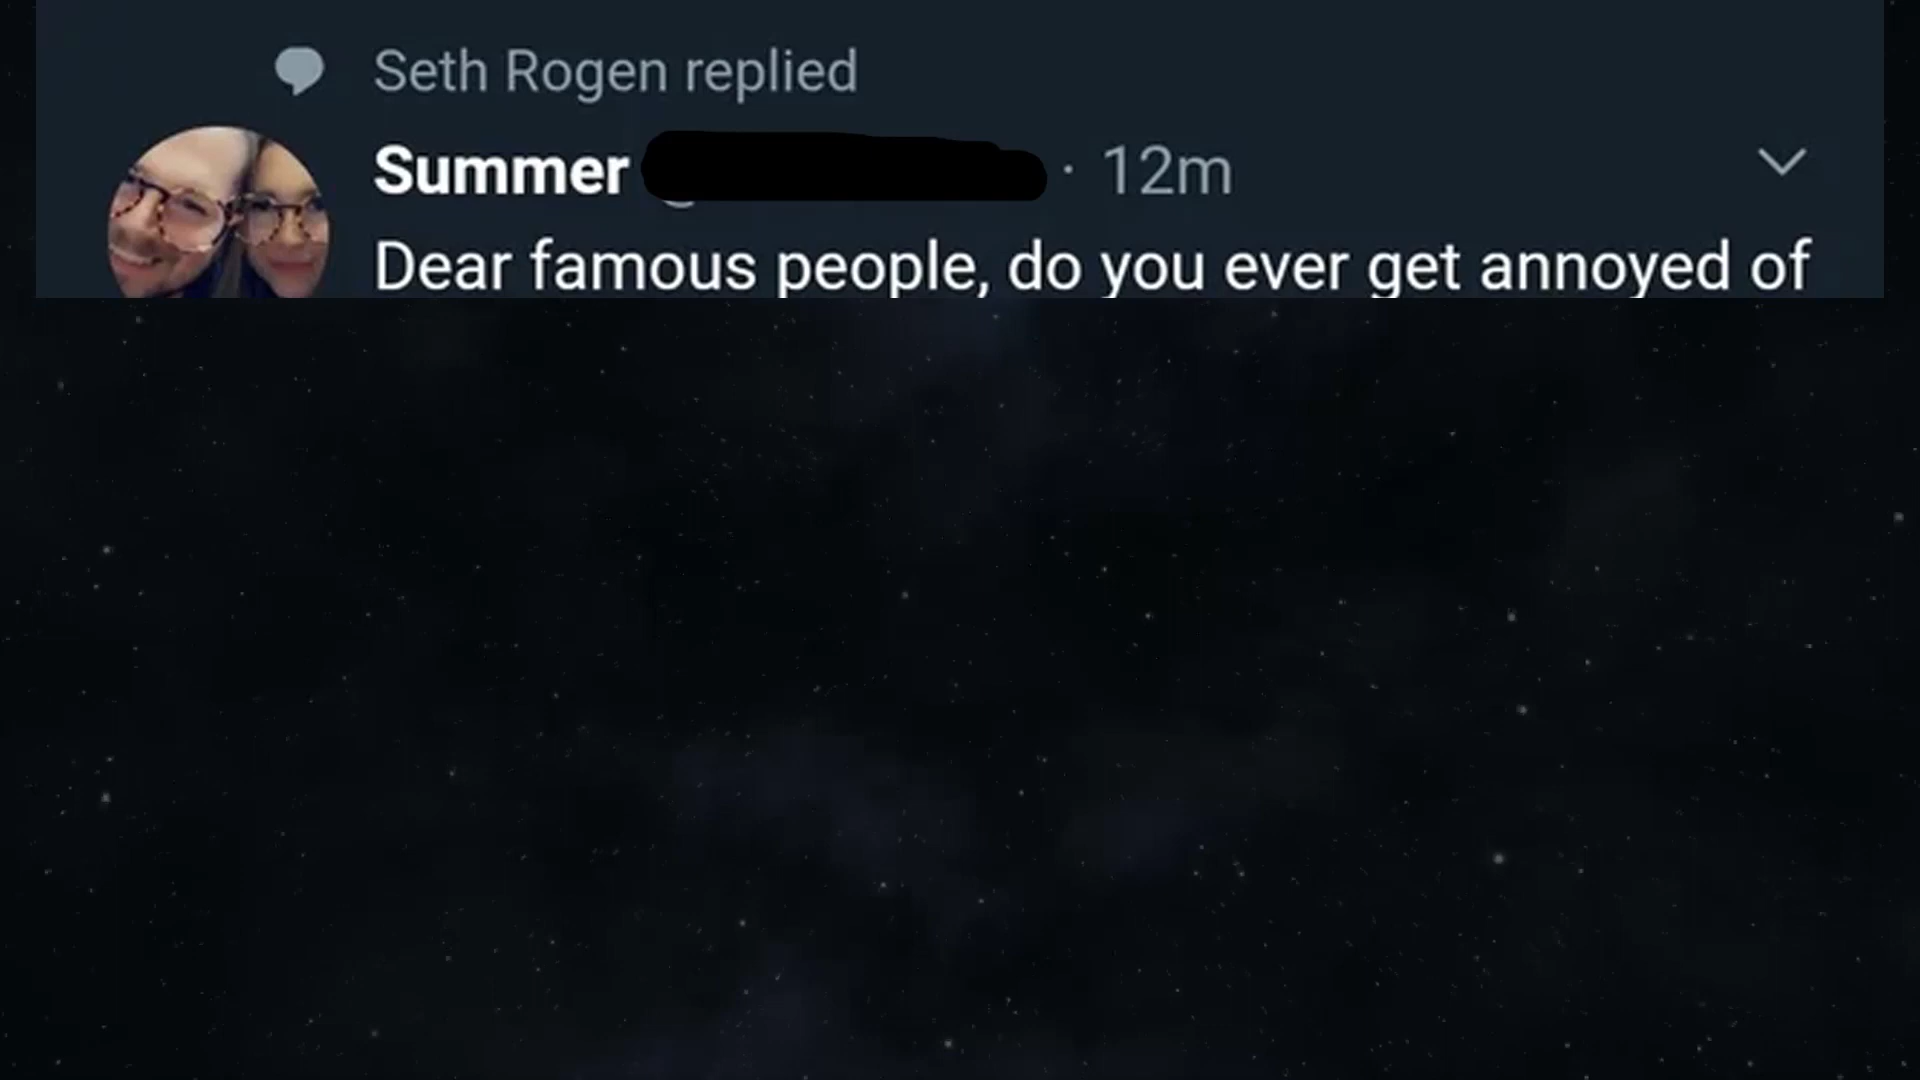 Seth Rogen replied
Summer · 12m
Dear famous people, do you ever get annoyed of